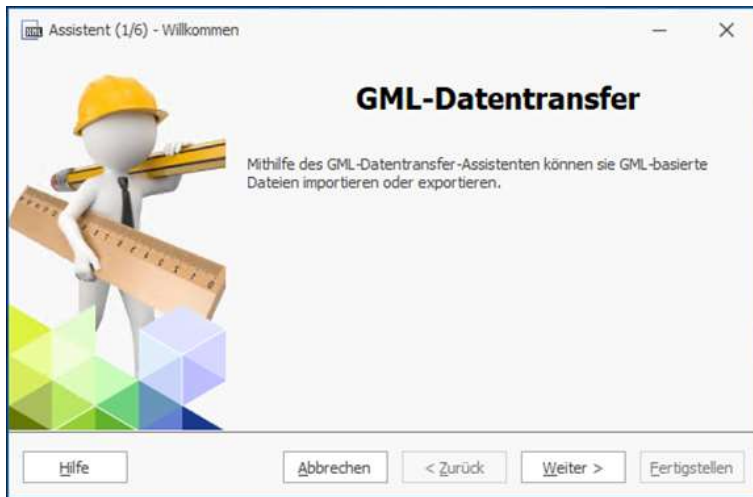 Assistent (1/6) - Willkommen
GML-Datentransfer
Mithilfe des GML-Datentransfer-Assistenten können sie GML-basierte
Dateien importieren oder exportieren.
Hilfe
Abbrechen
< Zurück
Weiter >
Fertigstellen